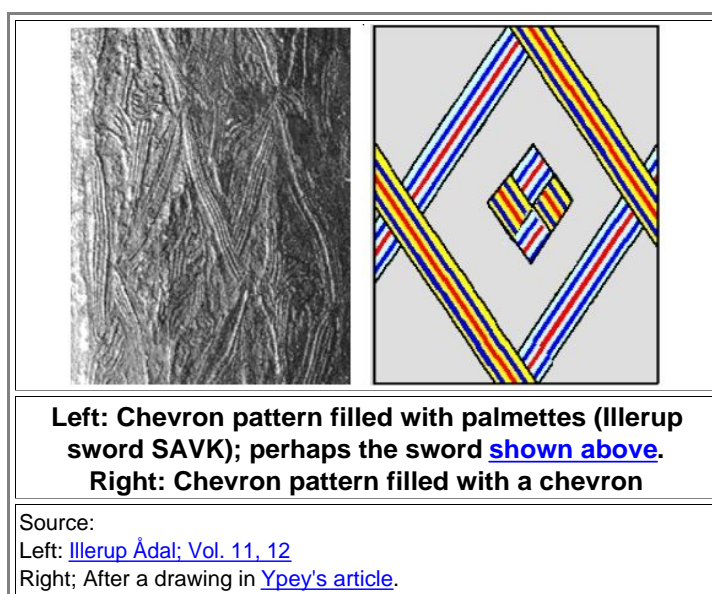 Left: Chevron pattern filled with palmettes (Illerup
sword SAVK); perhaps the sword shown above.
Right: Chevron pattern filled with a chevron
Source:
Left: Illerup Ådal; Vol. 11, 12
Right; After a drawing in Ypey's article.